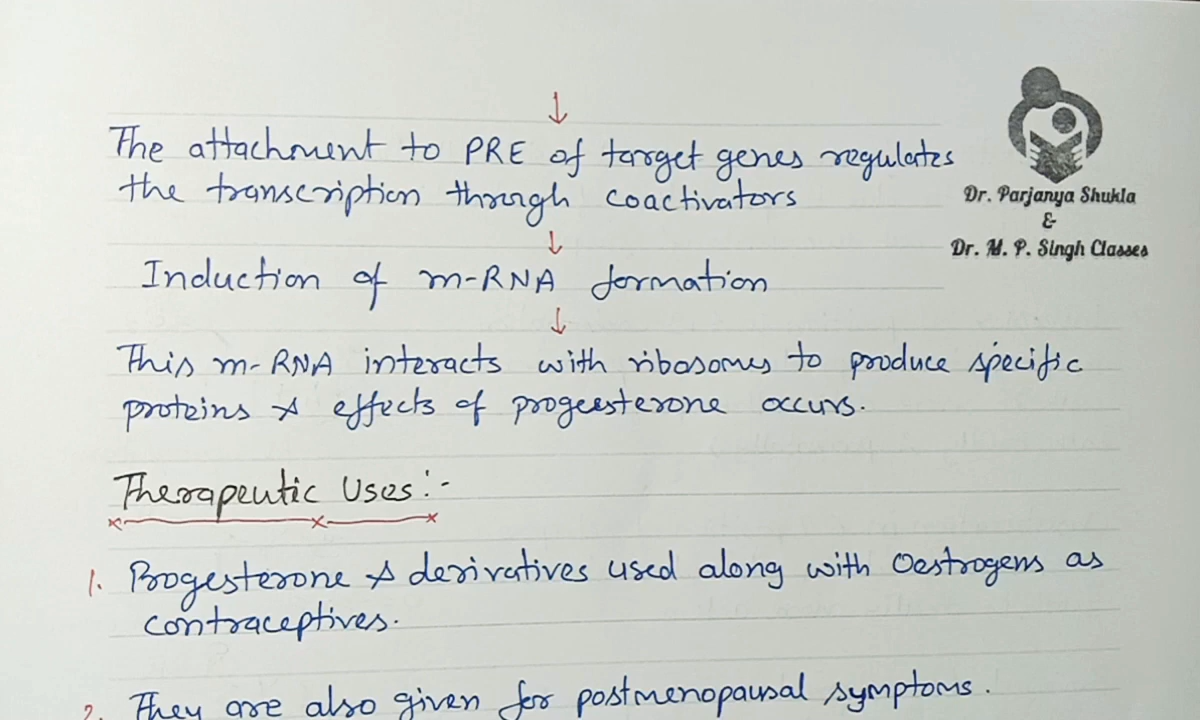 ↓
The attachment to PRE of target genes regulates
the transcription through coactivators
↓
Induction of m-RNA formation
↓
This m-RNA interacts with ribosomes to produce specific
proteins & effects of progeesterone occurs.
Therapeutic Uses:-
1. Progesterone & derivatives used along with Oestrogens as
contraceptives.
2. They are also given for postmenopausal symptoms.
Dr. Parjanya Shukla
&
Dr. M. P. Singh Classes